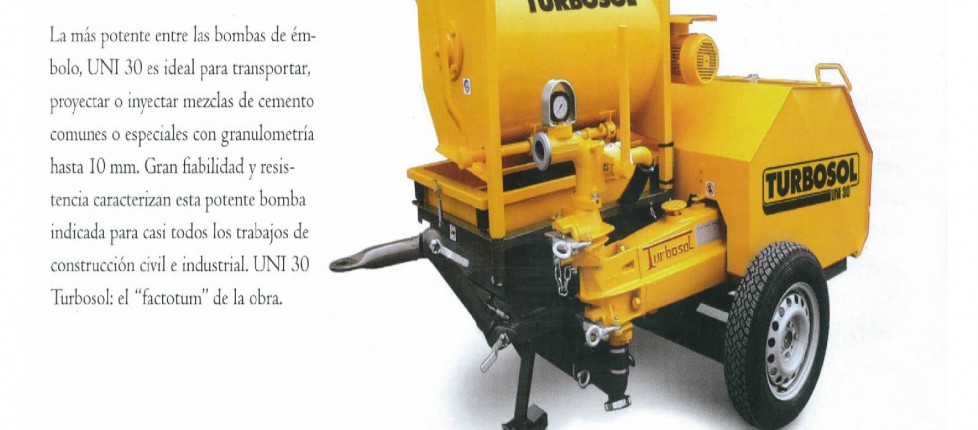 TURBOSOL
La más potente entre las bombas de ém-
bolo, UNI 30 es ideal para transportar,
proyectar o inyectar mezclas de cemento
comunes o especiales con granulometría
hasta 10 mm. Gran fiabilidad y resis-
tencia caracterizan esta potente bomba
indicada para casi todos los trabajos de
construcción civil e industrial. UNI 30
Turbosol: el “factotum” de la obra.
TURBOSOL
UNI 30
Turbosol